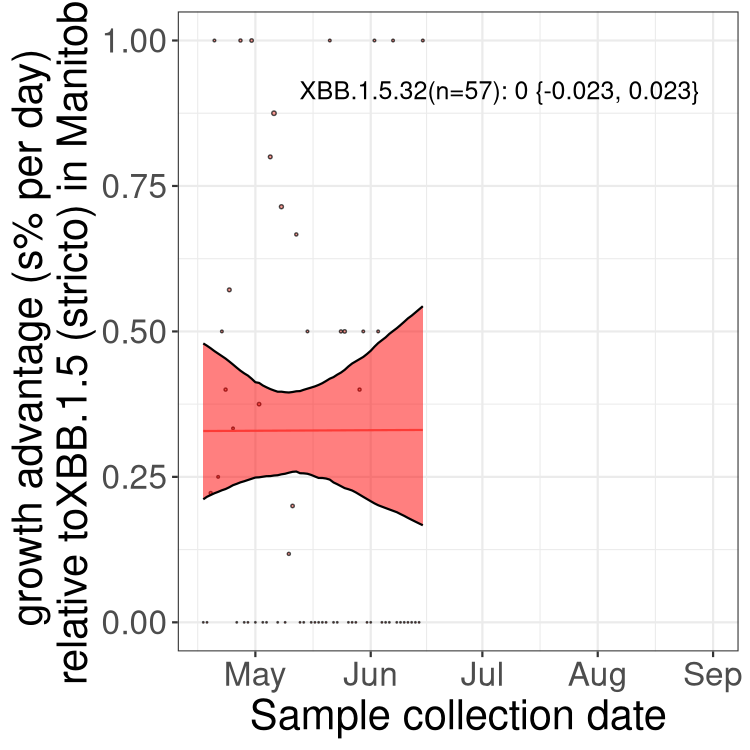 growth advantage (s% per day)
relative toXBB.1.5 (stricto) in Manitob
1.00
0.75
0.50
0.25
0.00
XBB.1.5.32(n=57): 0 {-0.023, 0.023}
May Jun Jul Aug Sep
Sample collection date